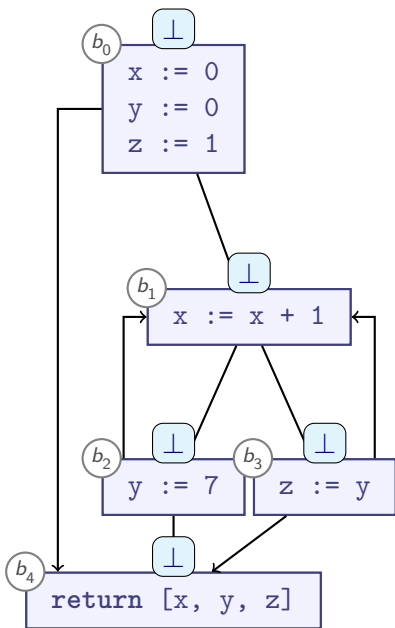 ⊥
b₀
x := 0
y := 0
z := 1
⊥
b₁
x := x + 1
⊥
b₂
y := 7
⊥
b₃
z := y
⊥
b₄
return [x, y, z]